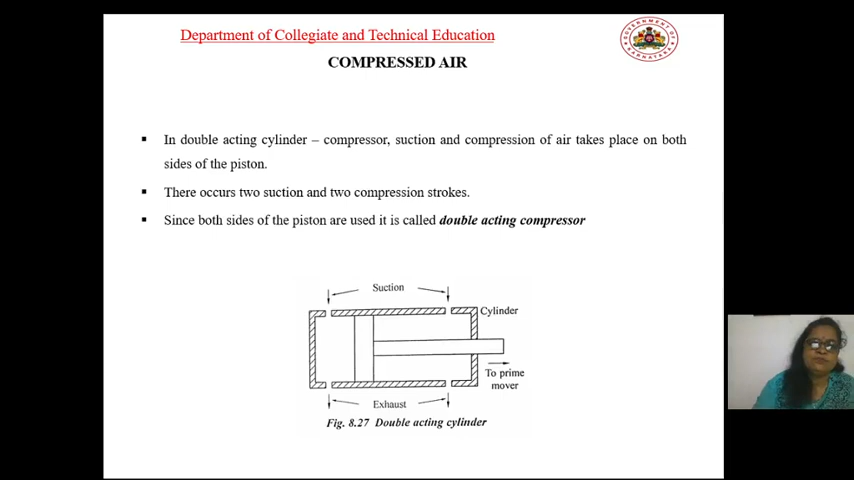 Department of Collegiate and Technical Education
COMPRESSED AIR
▪ In double acting cylinder – compressor, suction and compression of air takes place on both
sides of the piston.
▪ There occurs two suction and two compression strokes.
▪ Since both sides of the piston are used it is called double acting compressor
Suction
Cylinder
To prime
mover
Exhaust
Fig. 8.27 Double acting cylinder